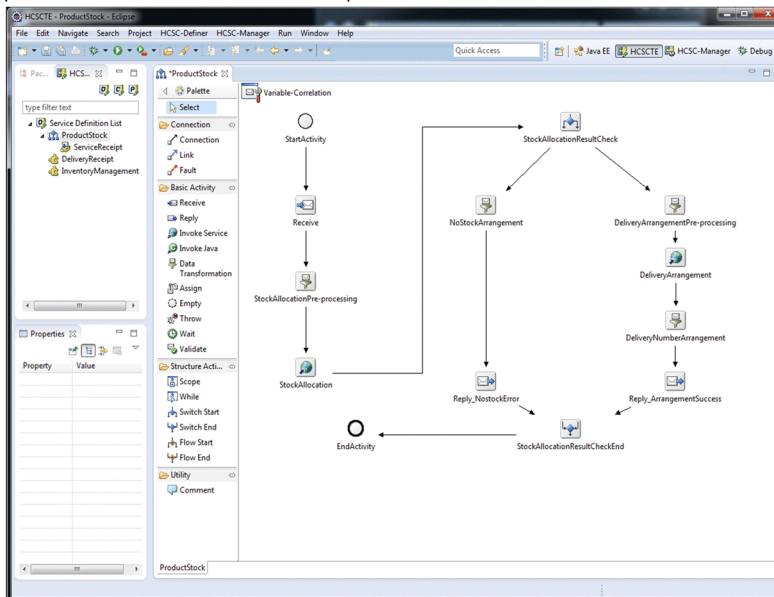 HCSCTE - ProductStock - Eclipse
File Edit Navigate Search Project HCSC-Definer HCSC-Manager Run Window Help
Quick Access
Java EE HCSCTE HCSC-Manager Debug
Pac... HCS...
type filter text
Service Definition List
ProductStock
ServiceReceipt
DeliveryReceipt
InventoryManagement
Properties
Property Value
*ProductStock
Palette
Select
Connection
Connection
Link
Fault
Basic Activity
Receive
Reply
Invoke Service
Invoke Java
Data
Transformation
Assign
Empty
Throw
Wait
Validate
Structure Acti...
Scope
While
Switch Start
Switch End
Flow Start
Flow End
Utility
Comment
Variable-Correlation
StartActivity
StockAllocationResultCheck
Receive
NoStockArrangement
DeliveryArrangementPre-processing
DeliveryArrangement
StockAllocationPre-processing
DeliveryNumberArrangement
StockAllocation
Reply_NostockError
Reply_ArrangementSuccess
EndActivity
StockAllocationResultCheckEnd
ProductStock